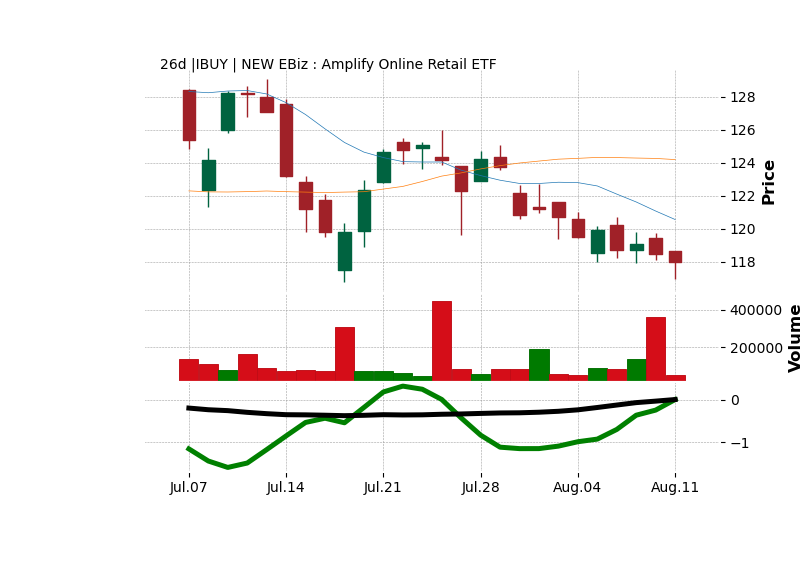 26d |IBUY | NEW EBiz : Amplify Online Retail ETF
128
126
124
122
120
118
Price
400000
200000
Volume
0
−1
Jul.07 Jul.14 Jul.21 Jul.28 Aug.04 Aug.11